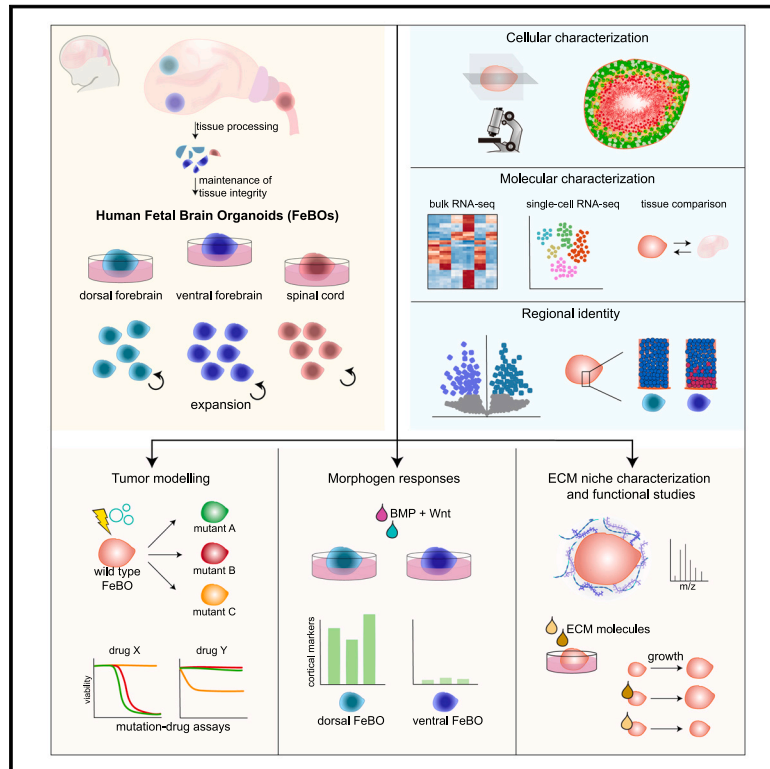 tissue processing
maintenance of
tissue integrity
Human Fetal Brain Organoids (FeBOs)
dorsal forebrain
ventral forebrain
spinal cord
expansion
Cellular characterization
Molecular characterization
bulk RNA-seq
single-cell RNA-seq
tissue comparison
Regional identity
Tumor modelling
wild type
FeBO
mutant A
mutant B
mutant C
drug X
drug Y
viability
mutation-drug assays
Morphogen responses
BMP + Wnt
cortical markers
dorsal FeBO
ventral FeBO
ECM niche characterization
and functional studies
m/z
ECM molecules
growth